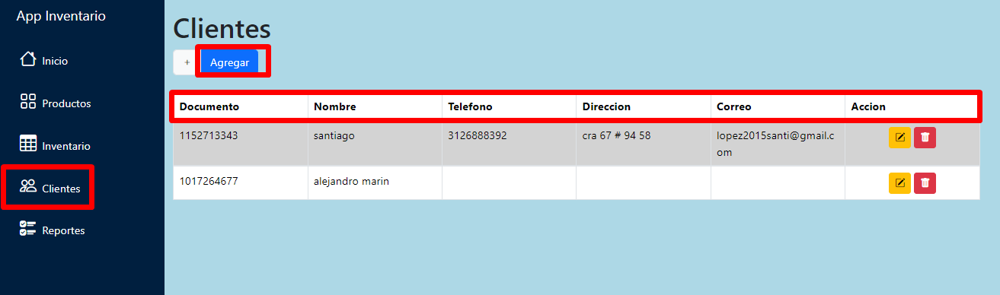 App Inventario
Inicio
Productos
Inventario
Clientes
Reportes
Clientes
+ Agregar
Documento Nombre Telefono Direccion Correo Accion
1152713343 santiago 3126888392 cra 67 # 94 58 lopez2015santi@gmail.c
om
1017264677 alejandro marin